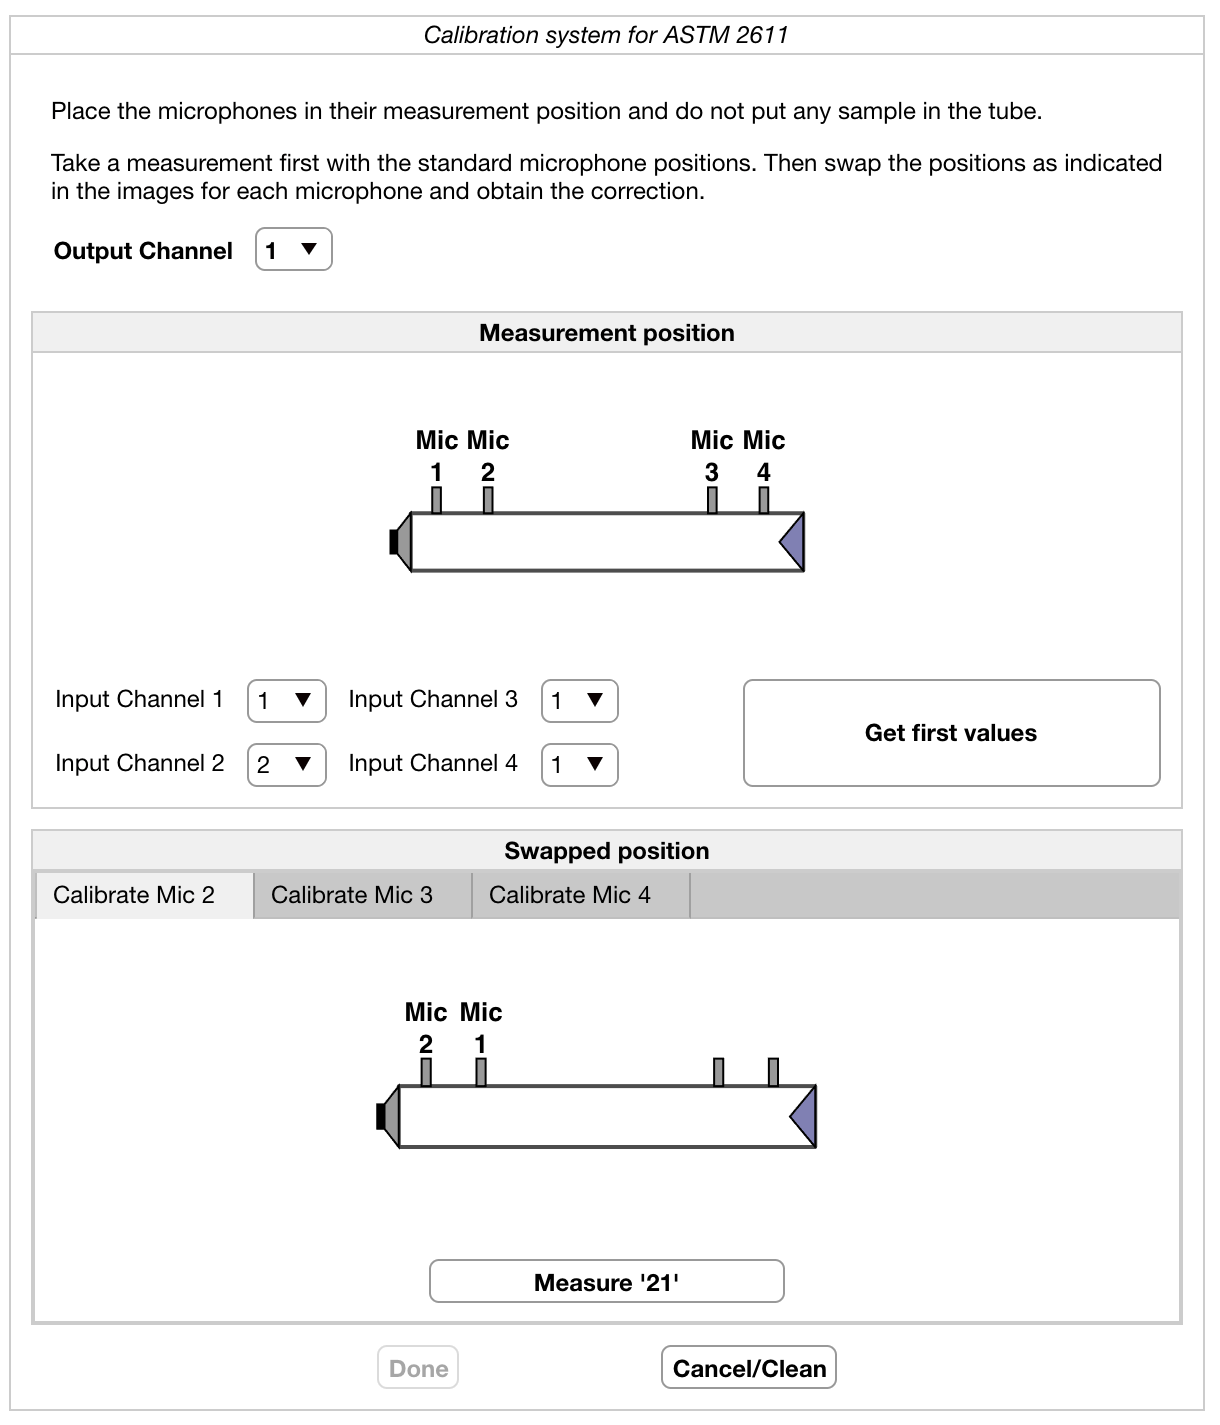 Calibration system for ASTM 2611
Place the microphones in their measurement position and do not put any sample in the tube.
Take a measurement first with the standard microphone positions. Then swap the positions as indicated
in the images for each microphone and obtain the correction.
Output Channel 1 ▼
Measurement position
Mic Mic Mic Mic
1 2 3 4
Input Channel 1 1 ▼ Input Channel 3 1 ▼
Get first values
Input Channel 2 2 ▼ Input Channel 4 1 ▼
Swapped position
Calibrate Mic 2 Calibrate Mic 3 Calibrate Mic 4
Mic Mic
2 1
Measure '21'
Done Cancel/Clean